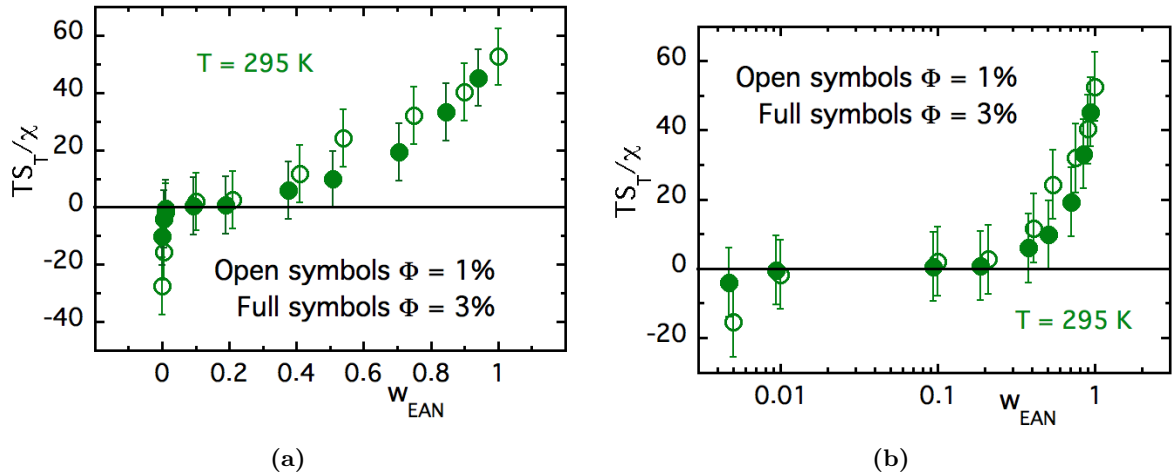 60
40
20
0
-20
-40
TS_T/χ
T = 295 K
Open symbols Φ = 1%
Full symbols Φ = 3%
0 0.2 0.4 0.6 0.8 1
w_EAN
(a)
60
40
20
0
-20
TS_T/χ
Open symbols Φ = 1%
Full symbols Φ = 3%
T = 295 K
0.01 0.1 1
w_EAN
(b)